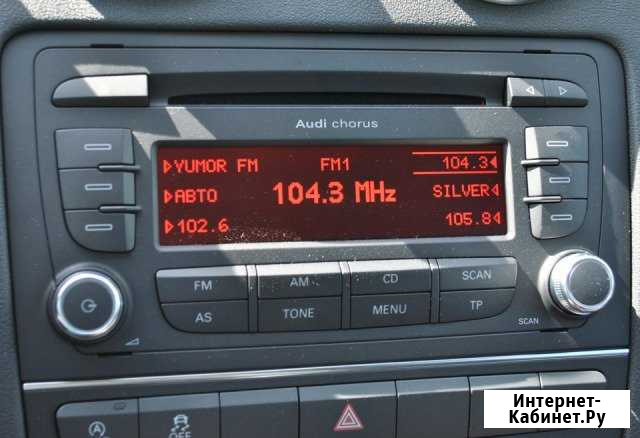 Audi chorus
YUMOR FM FM1 104.3
АВТО 104.3 MHz SILVER
102.6 105.8
FM AM CD SCAN
AS TONE MENU TP
SCAN
OFF
Интернет-
Кабинет.Ру